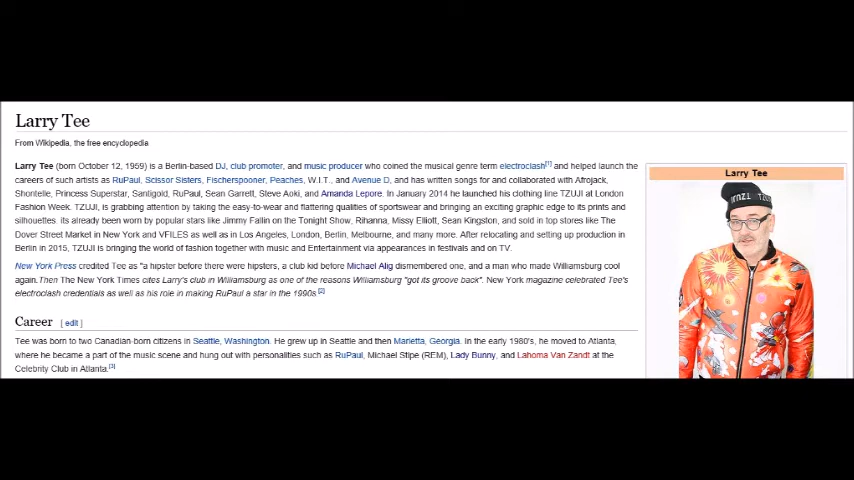 Larry Tee
From Wikipedia, the free encyclopedia
Larry Tee (born October 12, 1959) is a Berlin-based DJ, club promoter, and music producer who coined the musical genre term electroclash[1] and helped launch the
careers of such artists as RuPaul, Scissor Sisters, Fischerspooner, Peaches, W.I.T., and Avenue D, and has written songs for and collaborated with Afrojack,
Shontelle, Princess Superstar, Santigold, RuPaul, Sean Garrett, Steve Aoki, and Amanda Lepore. In January 2014 he launched his clothing line TZUJI at London
Fashion Week. TZUJI, is grabbing attention by taking the easy-to-wear and flattering qualities of sportswear and bringing an exciting graphic edge to its prints and
silhouettes. its already been worn by popular stars like Jimmy Fallon on the Tonight Show, Rihanna, Missy Elliott, Sean Kingston, and sold in top stores like The
Dover Street Market in New York and VFILES as well as in Los Angeles, London, Berlin, Melbourne, and many more. After relocating and setting up production in
Berlin in 2015, TZUJI is bringing the world of fashion together with music and Entertainment via appearances in festivals and on TV.
New York Press credited Tee as "a hipster before there were hipsters, a club kid before Michael Alig dismembered one, and a man who made Williamsburg cool
again. Then The New York Times cites Larry's club in Williamsburg as one of the reasons Williamsburg "got its groove back". New York magazine celebrated Tee's
electroclash credentials as well as his role in making RuPaul a star in the 1990s [2]
Career [ edit ]
Tee was born to two Canadian-born citizens in Seattle, Washington. He grew up in Seattle and then Marietta, Georgia. In the early 1980's, he moved to Atlanta,
where he became a part of the music scene and hung out with personalities such as RuPaul, Michael Stipe (REM), Lady Bunny, and Lahoma Van Zandt at the
Celebrity Club in Atlanta.[3]
Larry Tee